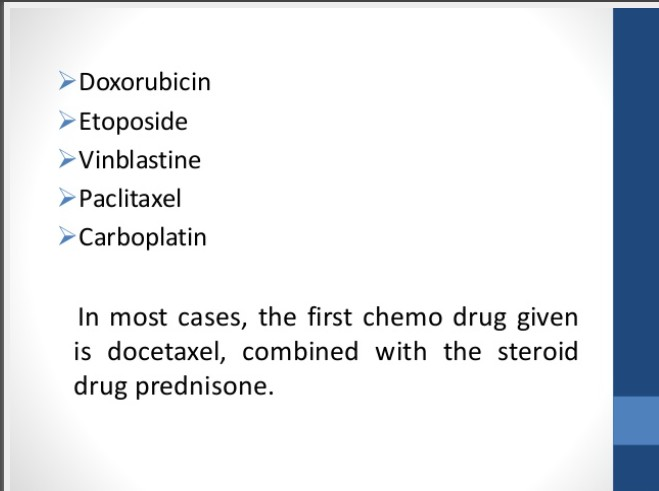 Doxorubicin
Etoposide
Vinblastine
Paclitaxel
Carboplatin
In most cases, the first chemo drug given
is docetaxel, combined with the steroid
drug prednisone.